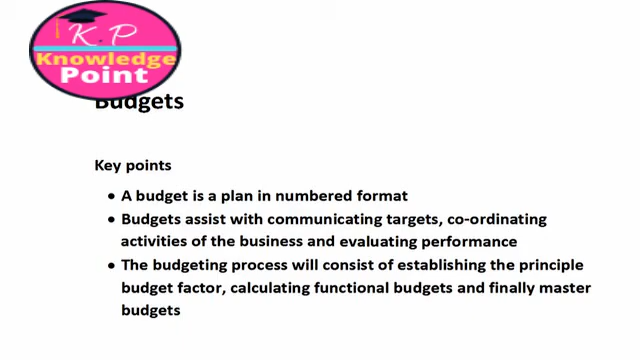 K.P
Knowledge
Point
Budgets
Key points
• A budget is a plan in numbered format
• Budgets assist with communicating targets, co-ordinating
activities of the business and evaluating performance
• The budgeting process will consist of establishing the principle
budget factor, calculating functional budgets and finally master
budgets